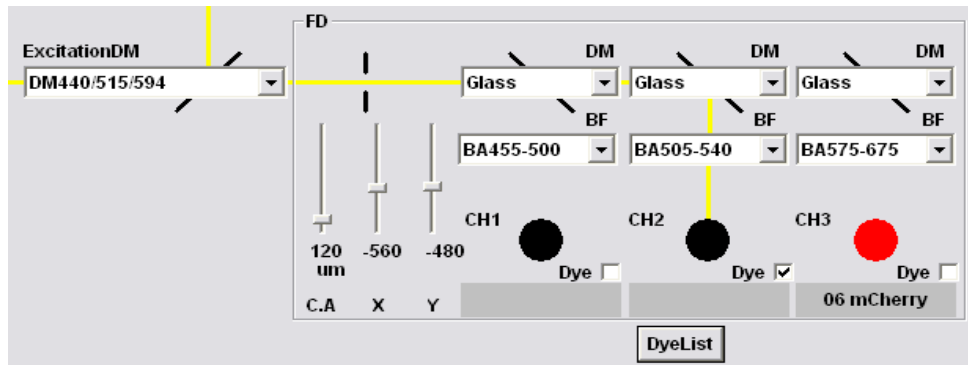 FD
ExcitationDM
DM440/515/594
DM DM DM
Glass Glass Glass
BF BF BF
BA455-500 BA505-540 BA575-675
CH1 CH2 CH3
120 -560 -480
um
Dye Dye Dye
C.A X Y
06 mCherry
DyeList